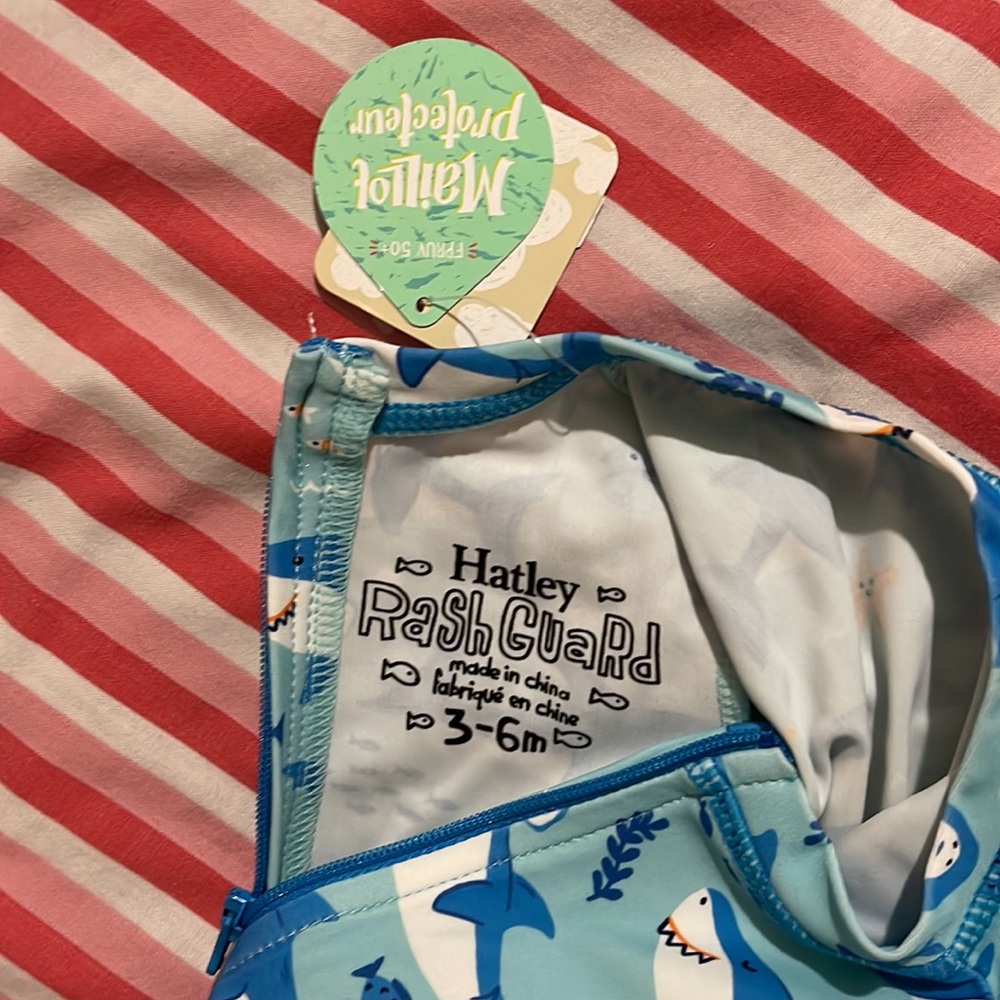 Maillot
protecteur
FPRUV 50+
Hatley
Rash Guard
made in china
fabriqué en chine
3-6m